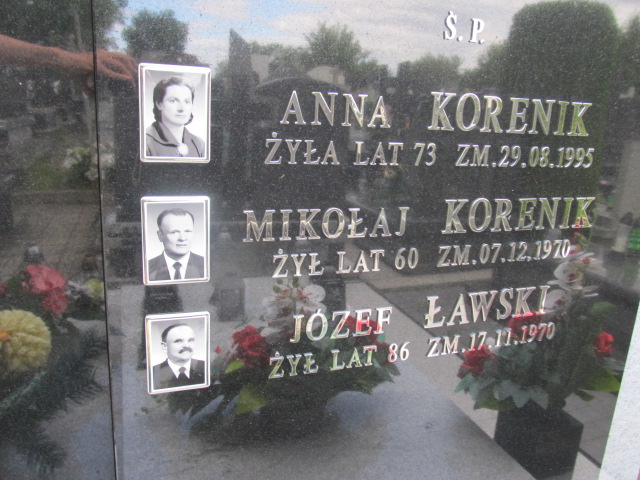 Ś.P.
ANNA KORENIK
ŻYŁA LAT 73 ZM.29.08.1995
MIKOŁAJ KORENIK
ŻYŁ LAT 60 ZM.07.12.1970
JÓZEF ŁAWSKI
ŻYŁ LAT 86 ZM.17.11.1970